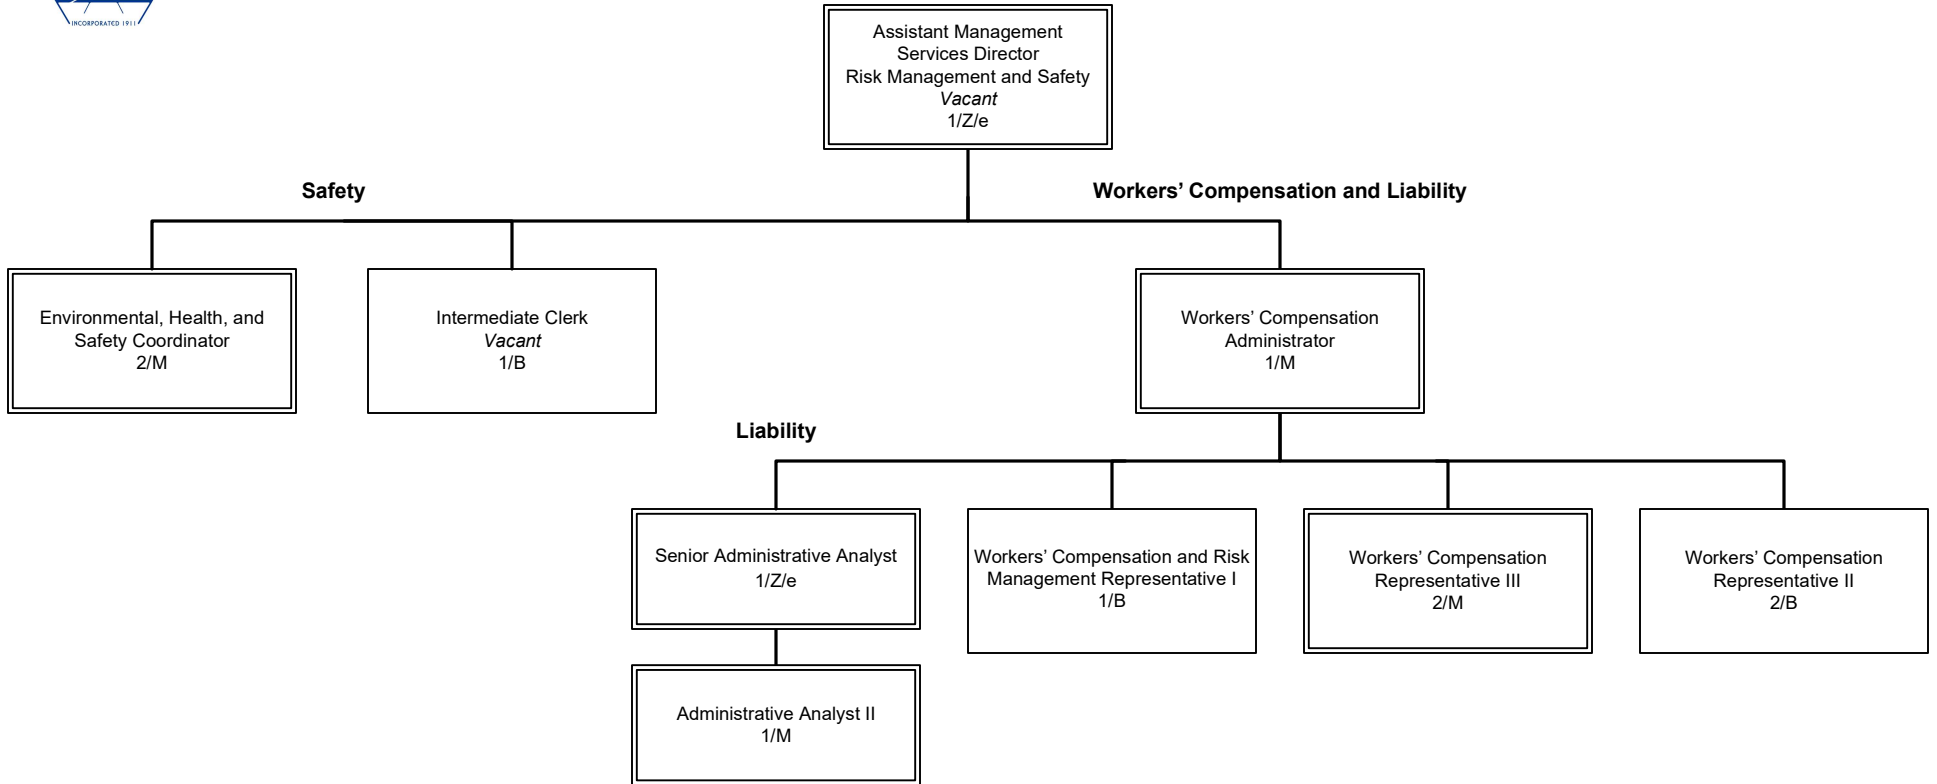 INCORPORATED 1911
Assistant Management
Services Director
Risk Management and Safety
Vacant
1/Z/e
Safety
Workers’ Compensation and Liability
Environmental, Health, and
Safety Coordinator
2/M
Intermediate Clerk
Vacant
1/B
Workers’ Compensation
Administrator
1/M
Liability
Senior Administrative Analyst
1/Z/e
Workers’ Compensation and Risk
Management Representative I
1/B
Workers’ Compensation
Representative III
2/M
Workers’ Compensation
Representative II
2/B
Administrative Analyst II
1/M